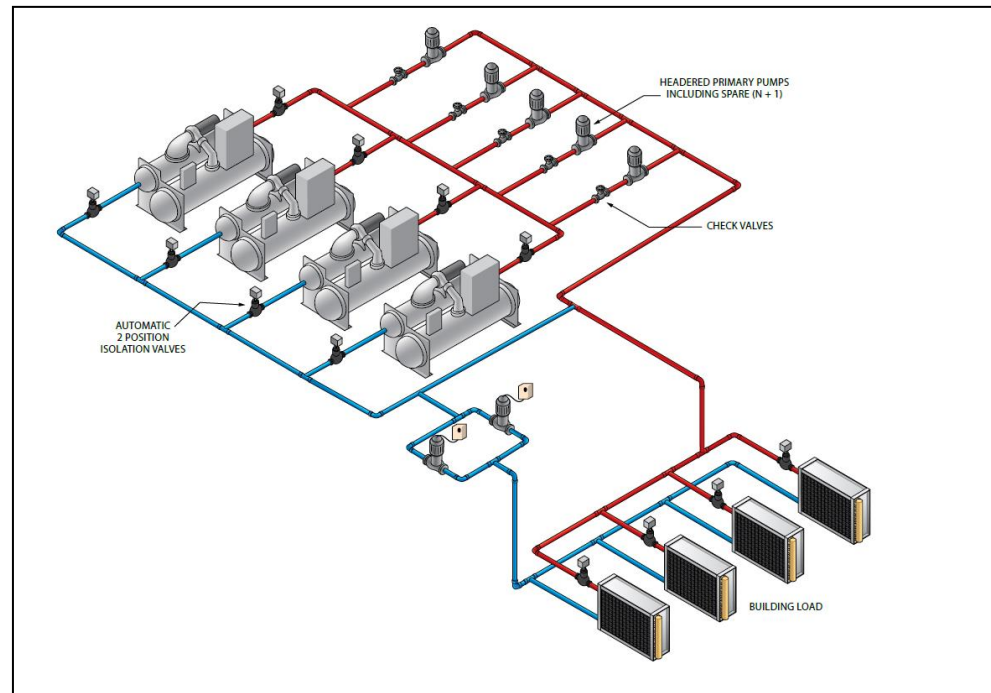 HEADERED PRIMARY PUMPS
INCLUDING SPARE (N + 1)
CHECK VALVES
AUTOMATIC
2 POSITION
ISOLATION VALVES
BUILDING LOAD